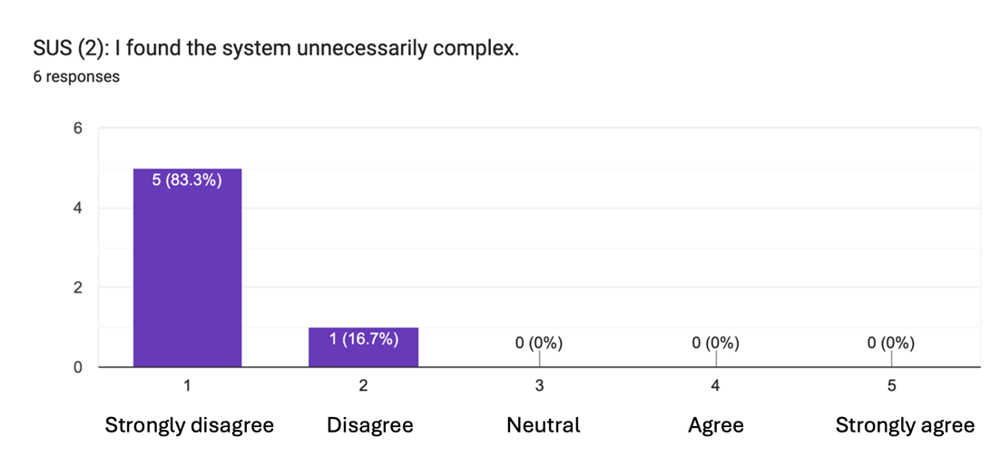 SUS (2): I found the system unnecessarily complex.
6 responses
6
5 (83.3%)
4
2
1 (16.7%)
0 (0%)
0 (0%)
0 (0%)
0
1
2
3
4
5
Strongly disagree
Disagree
Neutral
Agree
Strongly agree